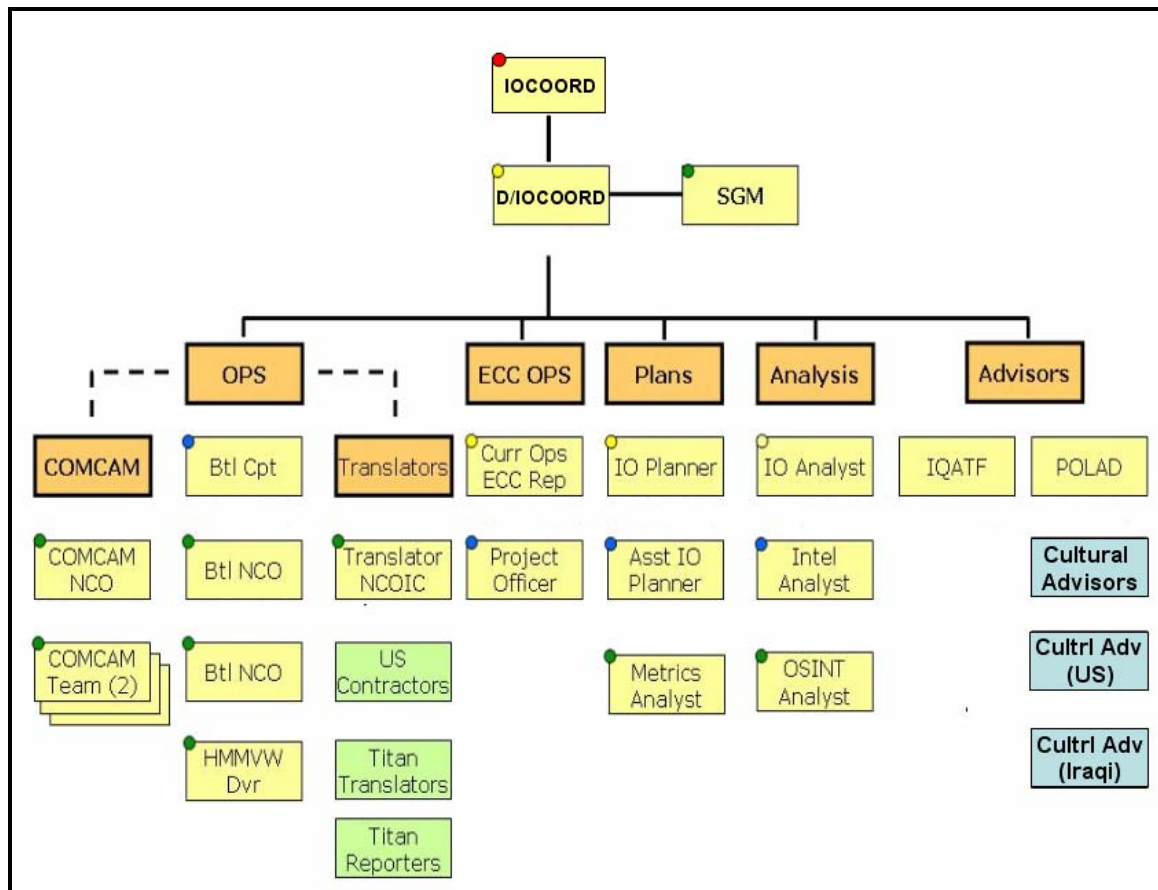 IOCOORD
D/IOCOORD
SGM
OPS
ECC OPS
Plans
Analysis
Advisors
COMCAM
Btl Cpt
Translators
Curr Ops
ECC Rep
IO Planner
IO Analyst
IQATF
POLAD
COMCAM
NCO
Btl NCO
Translator
NCOIC
Project
Officer
Asst IO
Planner
Intel
Analyst
Cultural
Advisors
COMCAM
Team (2)
Btl NCO
US
Contractors
Metrics
Analyst
OSINT
Analyst
Cultrl Adv
(US)
HMMVW
Dvr
Titan
Translators
Cultrl Adv
(Iraqi)
Titan
Reporters